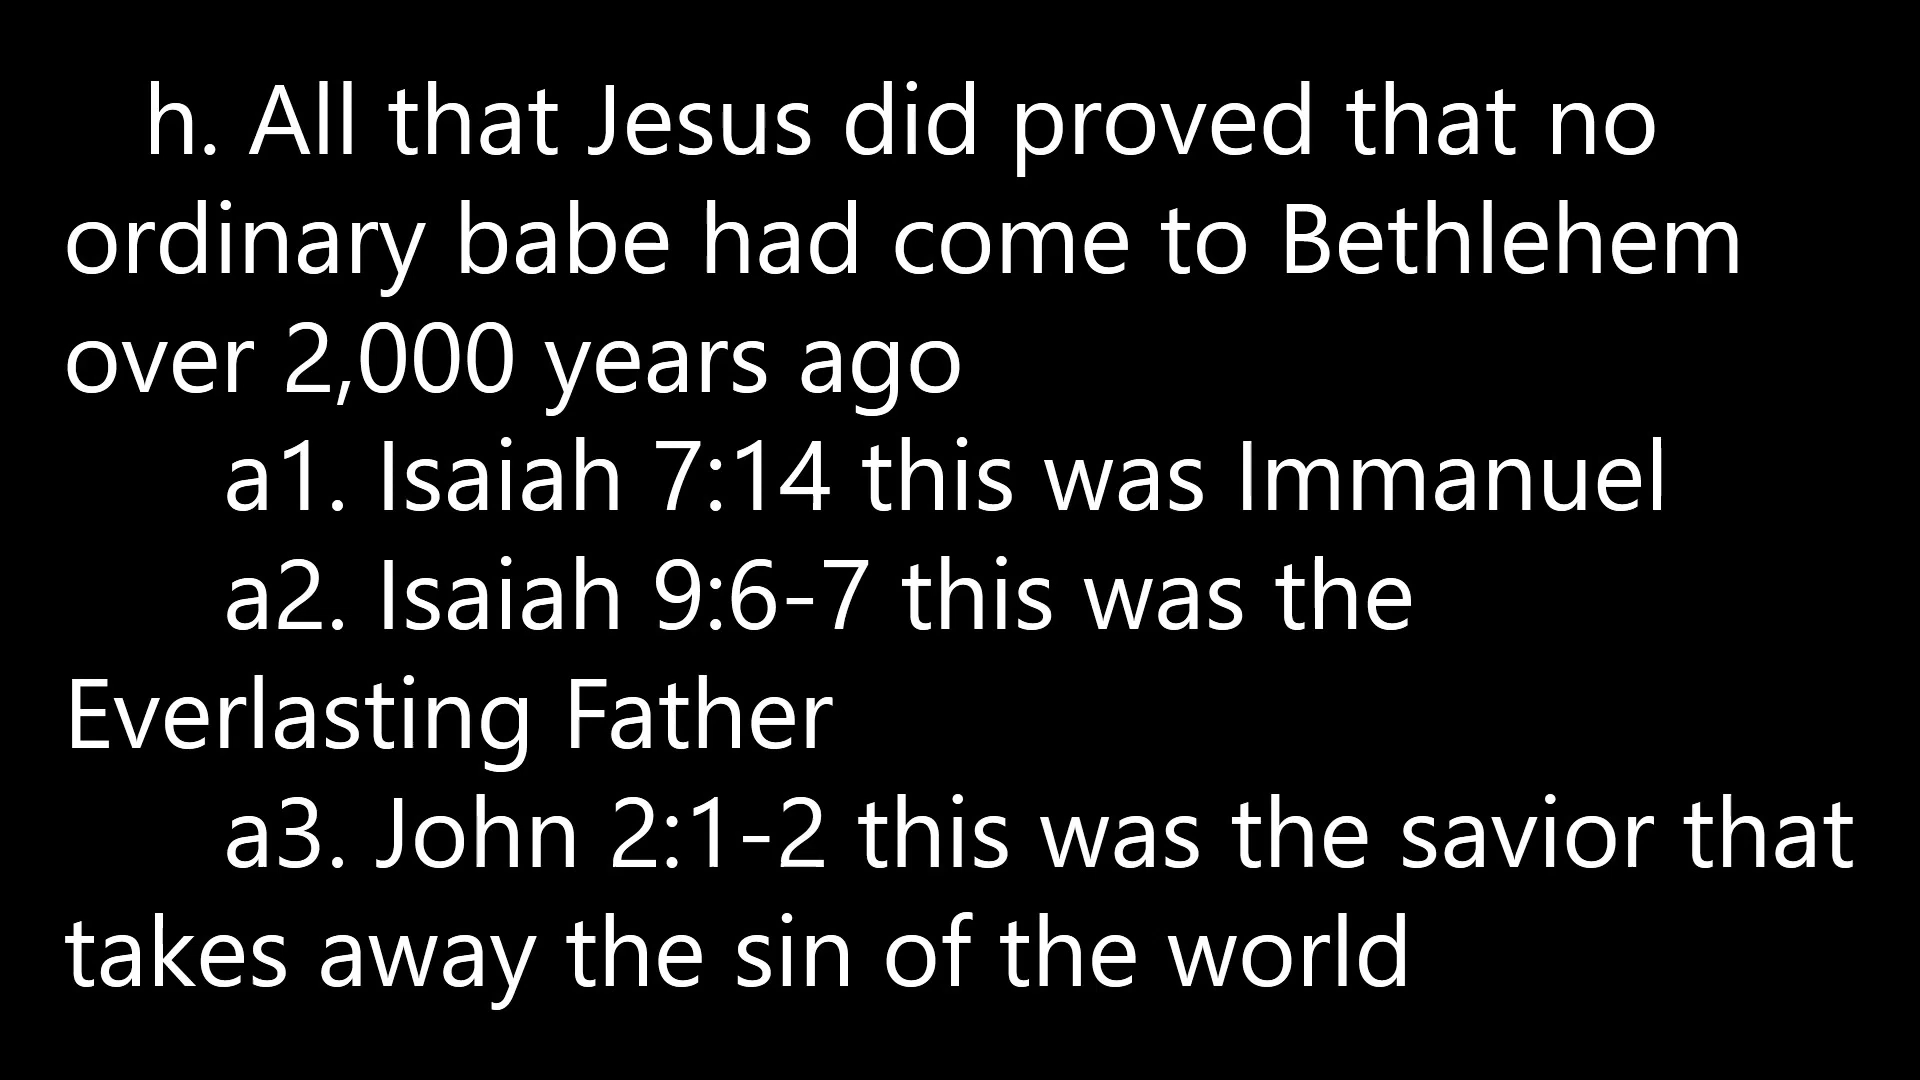 h. All that Jesus did proved that no
ordinary babe had come to Bethlehem
over 2,000 years ago
a1. Isaiah 7:14 this was Immanuel
a2. Isaiah 9:6-7 this was the
Everlasting Father
a3. John 2:1-2 this was the savior that
takes away the sin of the world